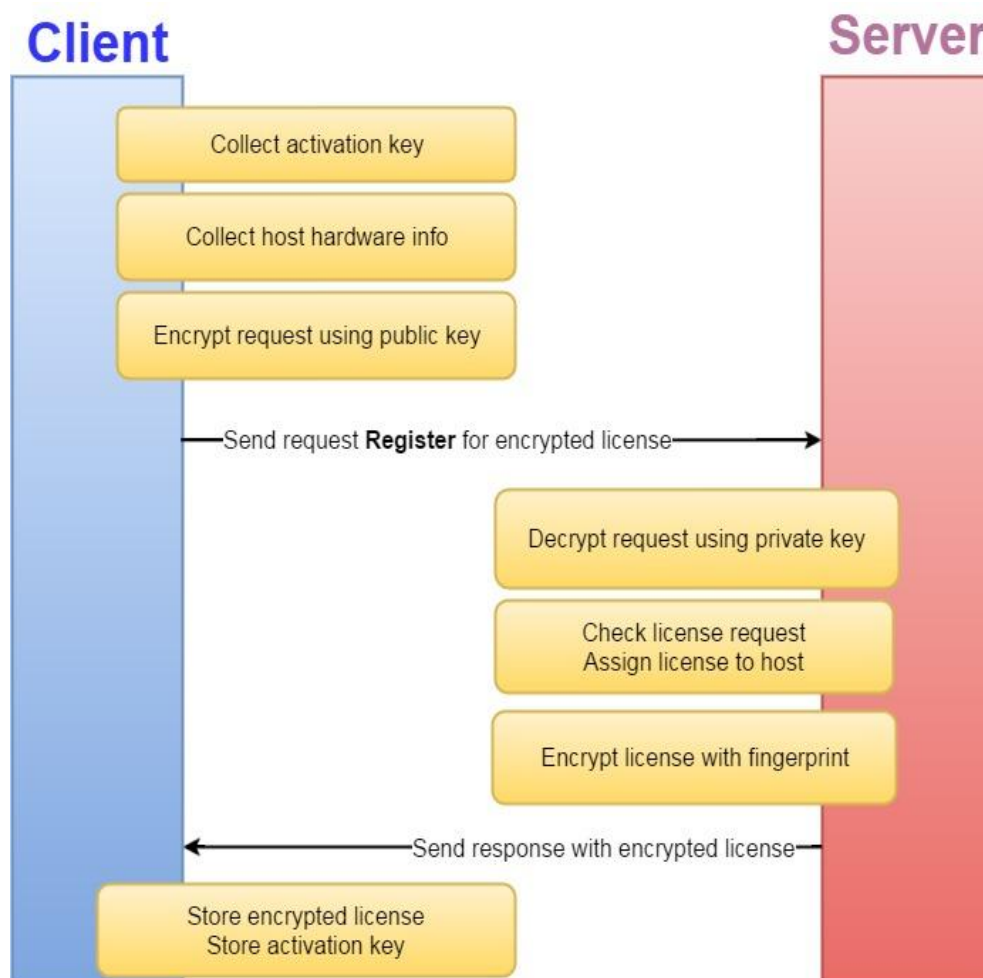 Client
Server
Collect activation key
Collect host hardware info
Encrypt request using public key
Send request Register for encrypted license
Decrypt request using private key
Check license request
Assign license to host
Encrypt license with fingerprint
Send response with encrypted license
Store encrypted license
Store activation key